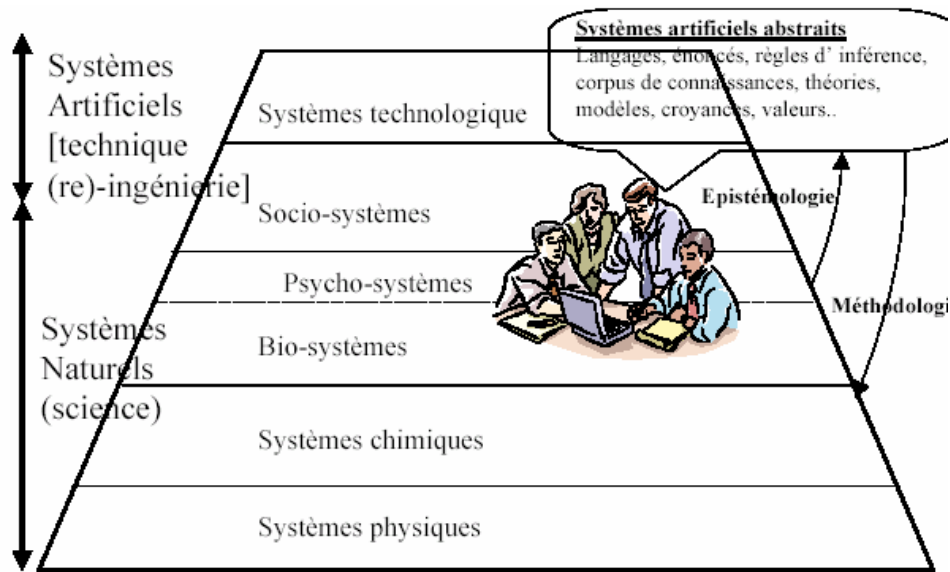 Systèmes
Artificiels
[technique
(re)-ingénierie]
Systèmes
Naturels
(science)
Systèmes artificiels abstraits
Langages, énoncés, règles d’ inférence,
corpus de connaissances, théories,
modèles, croyances, valeurs..
Systèmes technologique
Socio-systèmes
Psycho-systèmes
Bio-systèmes
Systèmes chimiques
Systèmes physiques
Epistémologie
Méthodologi